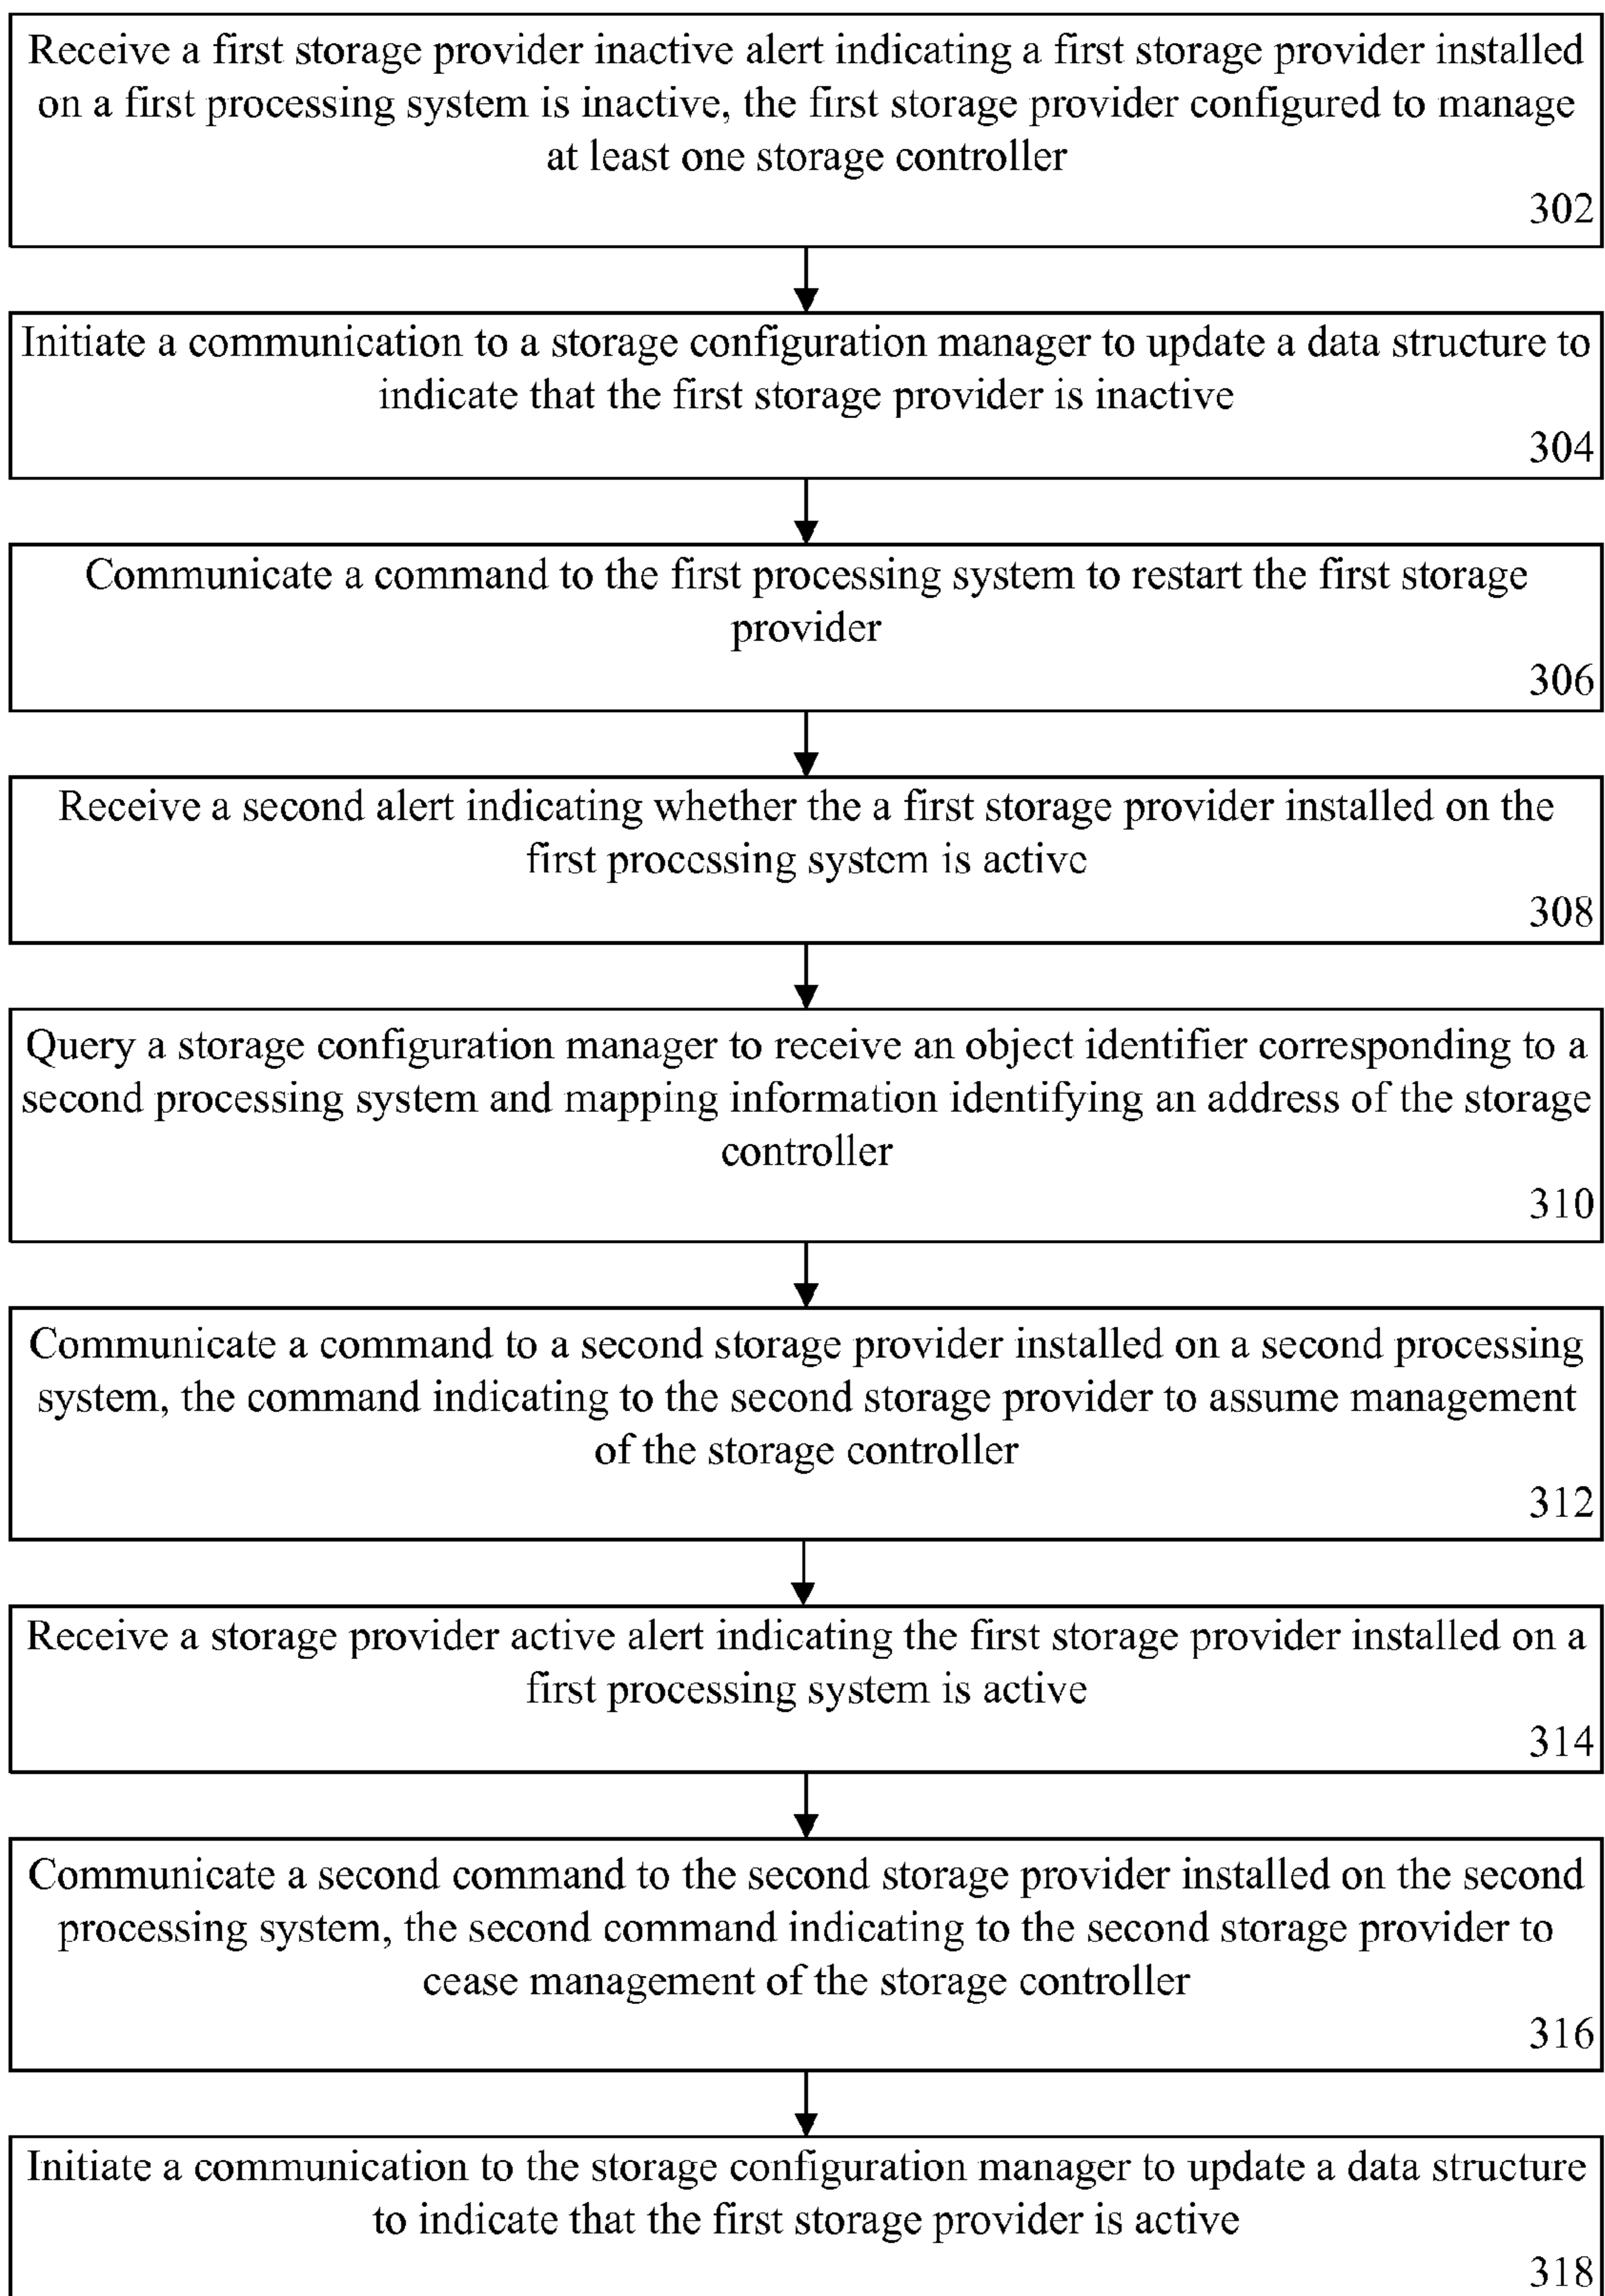 Receive a first storage provider inactive alert indicating a first storage provider installed
on a first processing system is inactive, the first storage provider configured to manage
at least one storage controller
302
Initiate a communication to a storage configuration manager to update a data structure to
indicate that the first storage provider is inactive
304
Communicate a command to the first processing system to restart the first storage
provider
306
Receive a second alert indicating whether the a first storage provider installed on the
first processing system is active
308
Query a storage configuration manager to receive an object identifier corresponding to a
second processing system and mapping information identifying an address of the storage
controller
310
Communicate a command to a second storage provider installed on a second processing
system, the command indicating to the second storage provider to assume management
of the storage controller
312
Receive a storage provider active alert indicating the first storage provider installed on a
first processing system is active
314
Communicate a second command to the second storage provider installed on the second
processing system, the second command indicating to the second storage provider to
cease management of the storage controller
316
Initiate a communication to the storage configuration manager to update a data structure
to indicate that the first storage provider is active
318